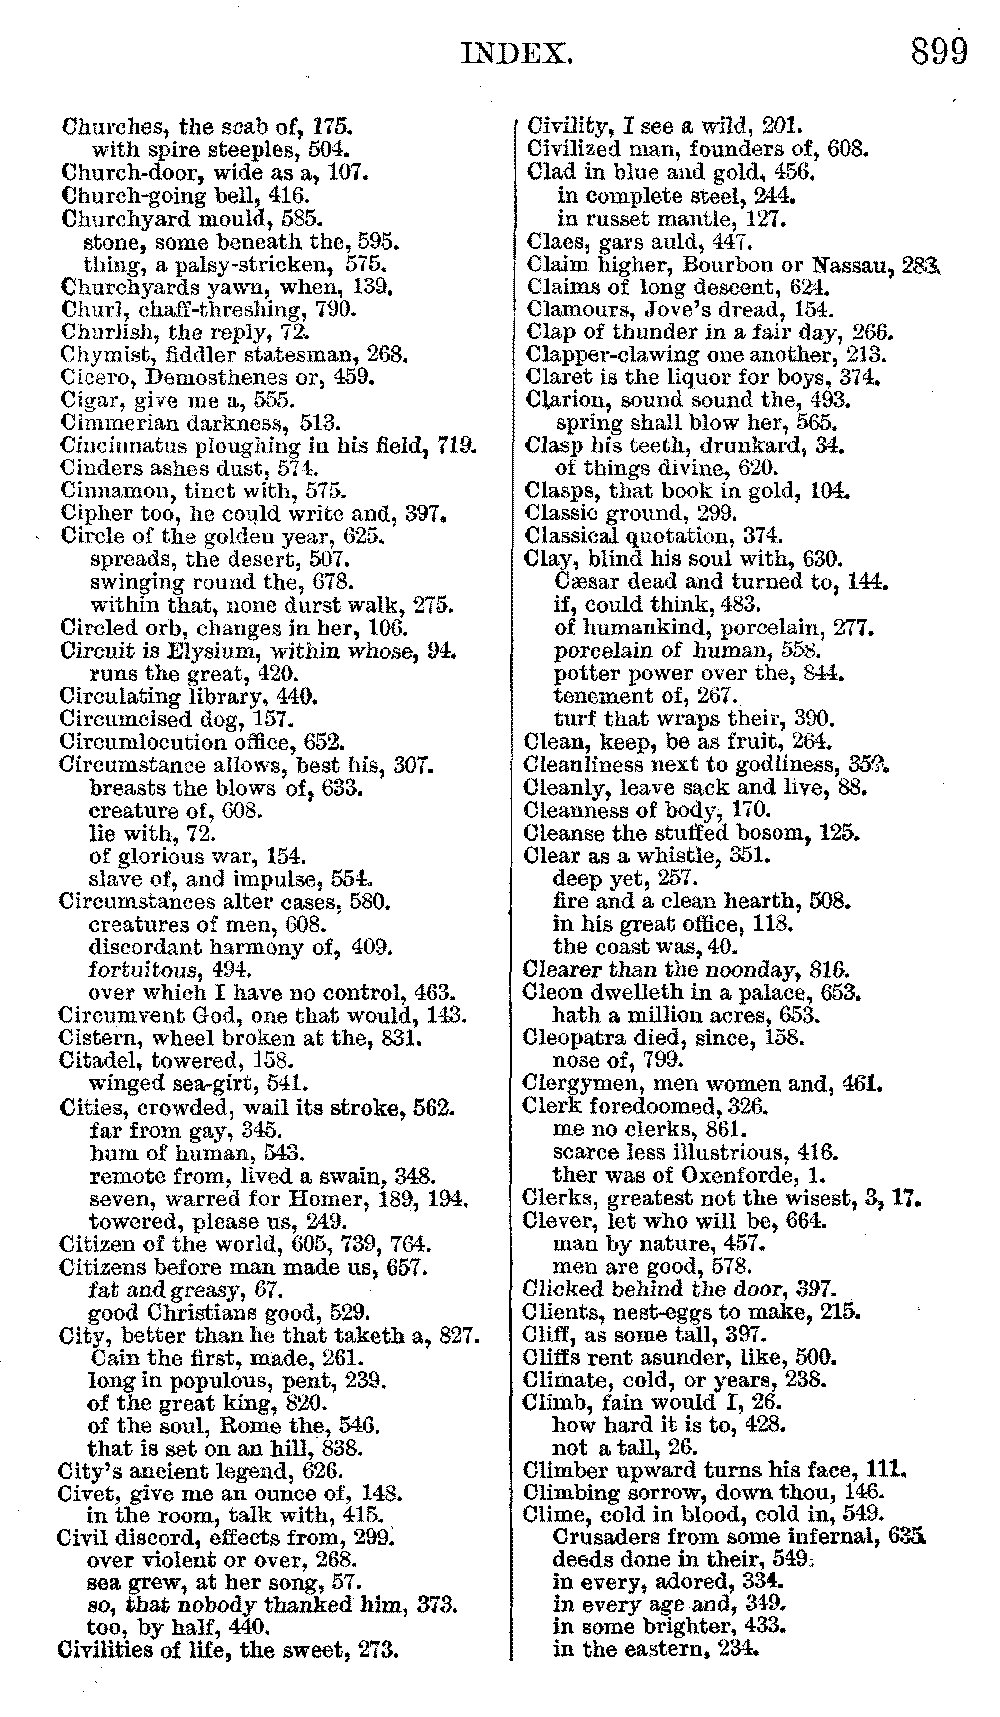 INDEX. 899
Churches, the scab of, 175.
with spire steeples, 504.
Church-door, wide as a, 107.
Church-going bell, 416.
Churchyard mould, 585.
stone, some beneath the, 595.
thing, a palsy-stricken, 575.
Churchyards yawn, when, 139.
Churl, chaff-threshing, 790.
Churlish, the reply, 72.
Chymist, fiddler statesman, 268.
Cicero, Demosthenes or, 459.
Cigar, give me a, 555.
Cimmerian darkness, 513.
Cincinnatus ploughing in his field, 719.
Cinders ashes dust, 574.
Cinnamon, tinct with, 575.
Cipher too, he could write and, 397.
Circle of the golden year, 625.
spreads, the desert, 507.
swinging round the, 678.
within that, none durst walk, 275.
Circled orb, changes in her, 106.
Circuit is Elysium, within whose, 94.
runs the great, 420.
Circulating library, 440.
Circumcised dog, 157.
Circumlocution office, 652.
Circumstance allows, best his, 307.
breasts the blows of, 633.
creature of, 608.
lie with, 72.
of glorious war, 154.
slave of, and impulse, 554.
Circumstances alter cases, 580.
creatures of men, 608.
discordant harmony of, 409.
fortuitous, 494.
over which I have no control, 463.
Circumvent God, one that would, 143.
Cistern, wheel broken at the, 831.
Citadel, towered, 158.
winged sea-girt, 541.
Cities, crowded, wail its stroke, 562.
far from gay, 345.
hum of human, 543.
remote from, lived a swain, 348.
seven, warred for Homer, 189, 194.
towered, please us, 249.
Citizen of the world, 605, 739, 764.
Citizens before man made us, 657.
fat and greasy, 67.
good Christians good, 529.
City, better than he that taketh a, 827.
Cain the first, made, 261.
long in populous, pent, 239.
of the great king, 820.
of the soul, Rome the, 546.
that is set on an hill, 838.
City's ancient legend, 626.
Civet, give me an ounce of, 148.
in the room, talk with, 415.
Civil discord, effects from, 299.
over violent or over, 268.
sea grew, at her song, 57.
so, that nobody thanked him, 373.
too, by half, 440.
Civilities of life, the sweet, 273.
Civility, I see a wild, 201.
Civilized man, founders of, 608.
Clad in blue and gold, 456.
in complete steel, 244.
in russet mantle, 127.
Claes, gars auld, 447.
Claim higher, Bourbon or Nassau, 283.
Claims of long descent, 624.
Clamours, Jove's dread, 154.
Clap of thunder in a fair day, 266.
Clapper-clawing one another, 213.
Claret is the liquor for boys, 374.
Clarion, sound sound the, 493.
spring shall blow her, 565.
Clasp his teeth, drunkard, 34.
of things divine, 620.
Clasps, that book in gold, 104.
Classic ground, 299.
Classical quotation, 374.
Clay, blind his soul with, 630.
Cæsar dead and turned to, 144.
if, could think, 483.
of humankind, porcelain, 277.
porcelain of human, 558.
potter power over the, 844.
tenement of, 267.
turf that wraps their, 390.
Clean, keep, be as fruit, 264.
Cleanliness next to godliness, 359.
Cleanly, leave sack and live, 88.
Cleanness of body, 170.
Cleanse the stuffed bosom, 125.
Clear as a whistle, 351.
deep yet, 257.
fire and a clean hearth, 508.
in his great office, 118.
the coast was, 40.
Clearer than the noonday, 816.
Cleon dwelleth in a palace, 653.
hath a million acres, 653.
Cleopatra died, since, 158.
nose of, 799.
Clergymen, men women and, 461.
Clerk foredoomed, 326.
me no clerks, 861.
scarce less illustrious, 416.
ther was of Oxenforde, 1.
Clerks, greatest not the wisest, 3, 17.
Clever, let who will be, 664.
man by nature, 457.
men are good, 578.
Clicked behind the door, 397.
Clients, nest-eggs to make, 215.
Cliff, as some tall, 397.
Cliffs rent asunder, like, 500.
Climate, cold, or years, 238.
Climb, fain would I, 26.
how hard it is to, 428.
not a tall, 26.
Climber upward turns his face, 111.
Climbing sorrow, down thou, 146.
Clime, cold in blood, cold in, 549.
Crusaders from some infernal, 635.
deeds done in their, 549.
in every, adored, 334.
in every age and, 349.
in some brighter, 433.
in the eastern, 234.